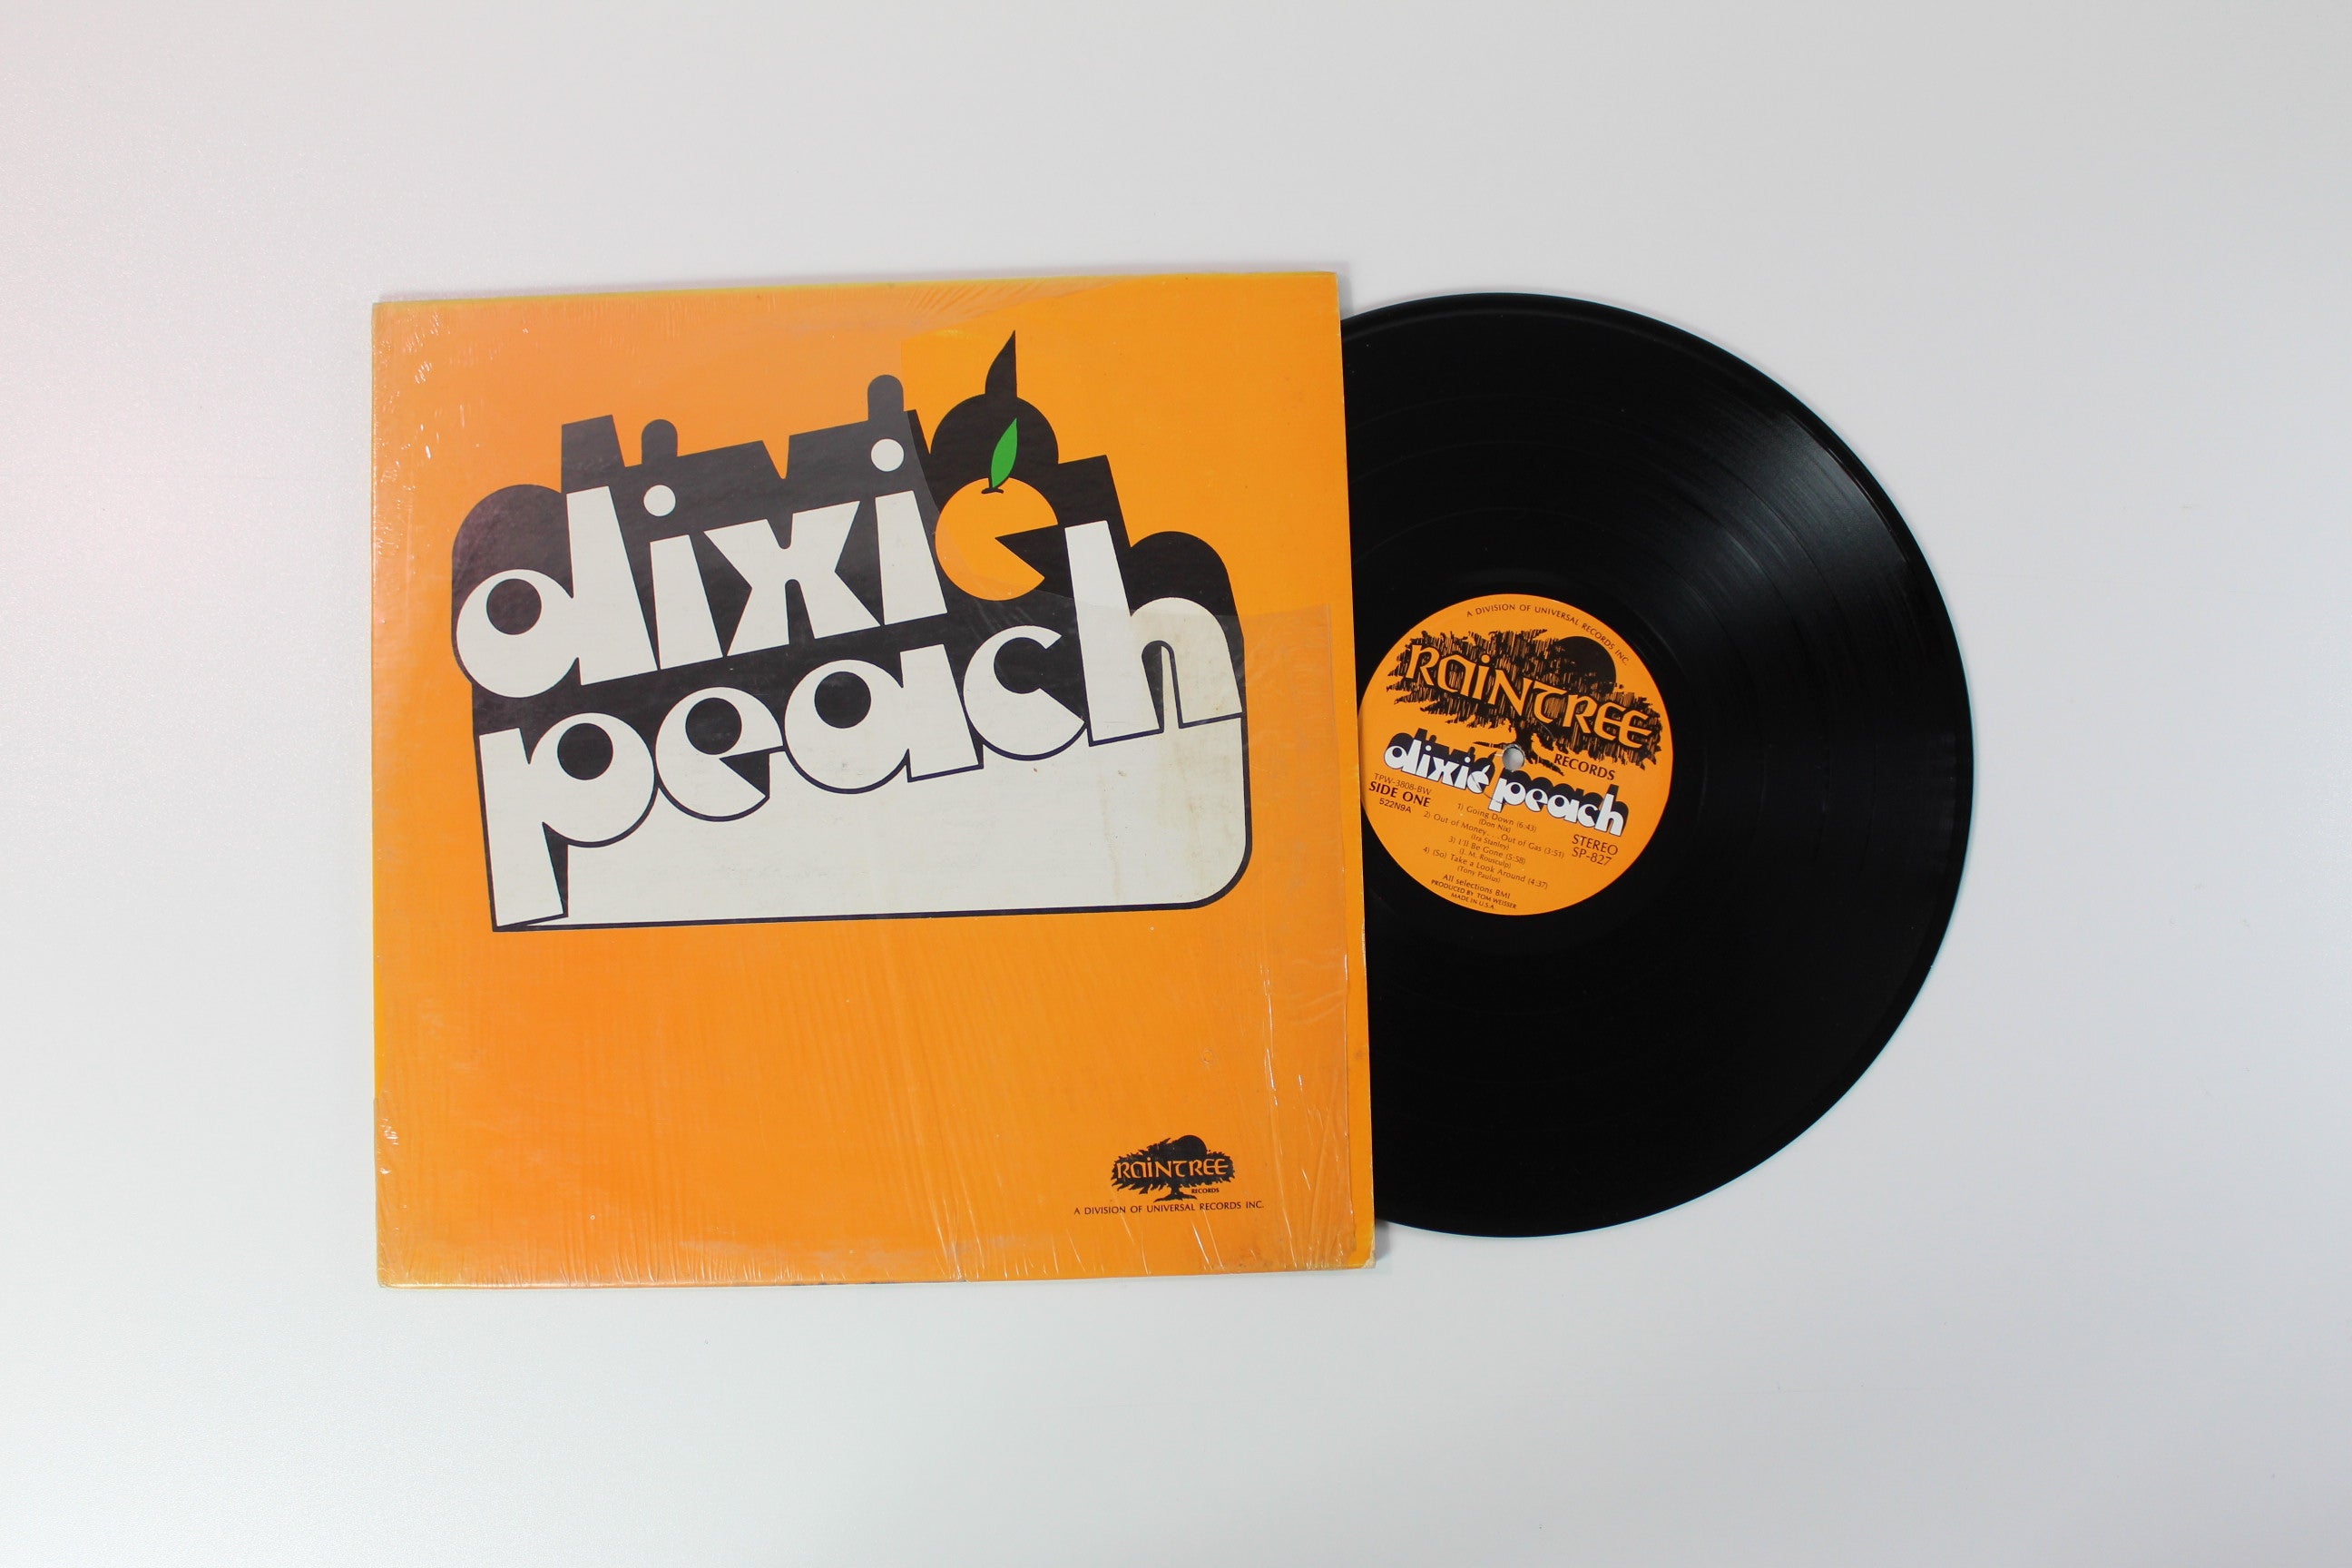 dixie
peach
RAINTREE
RECORDS
A DIVISION OF UNIVERSAL RECORDS INC.
A DIVISION OF UNIVERSAL RECORDS INC.
RAINTREE
RECORDS
dixie peach
TPW-3808-BW
SIDE ONE
522N9A
STEREO
SP-827
1) Going Down (6:43)
(Don Nix)
2) Out of Money. . .Out of Gas (3:51)
(Ira Stanley)
3) I'll Be Gone (5:58)
4) (So) Take a Look Around (4:37)
(Tony Paulus)
All selections BMI
PRODUCED BY TOM WEISSER
MADE IN U.S.A.